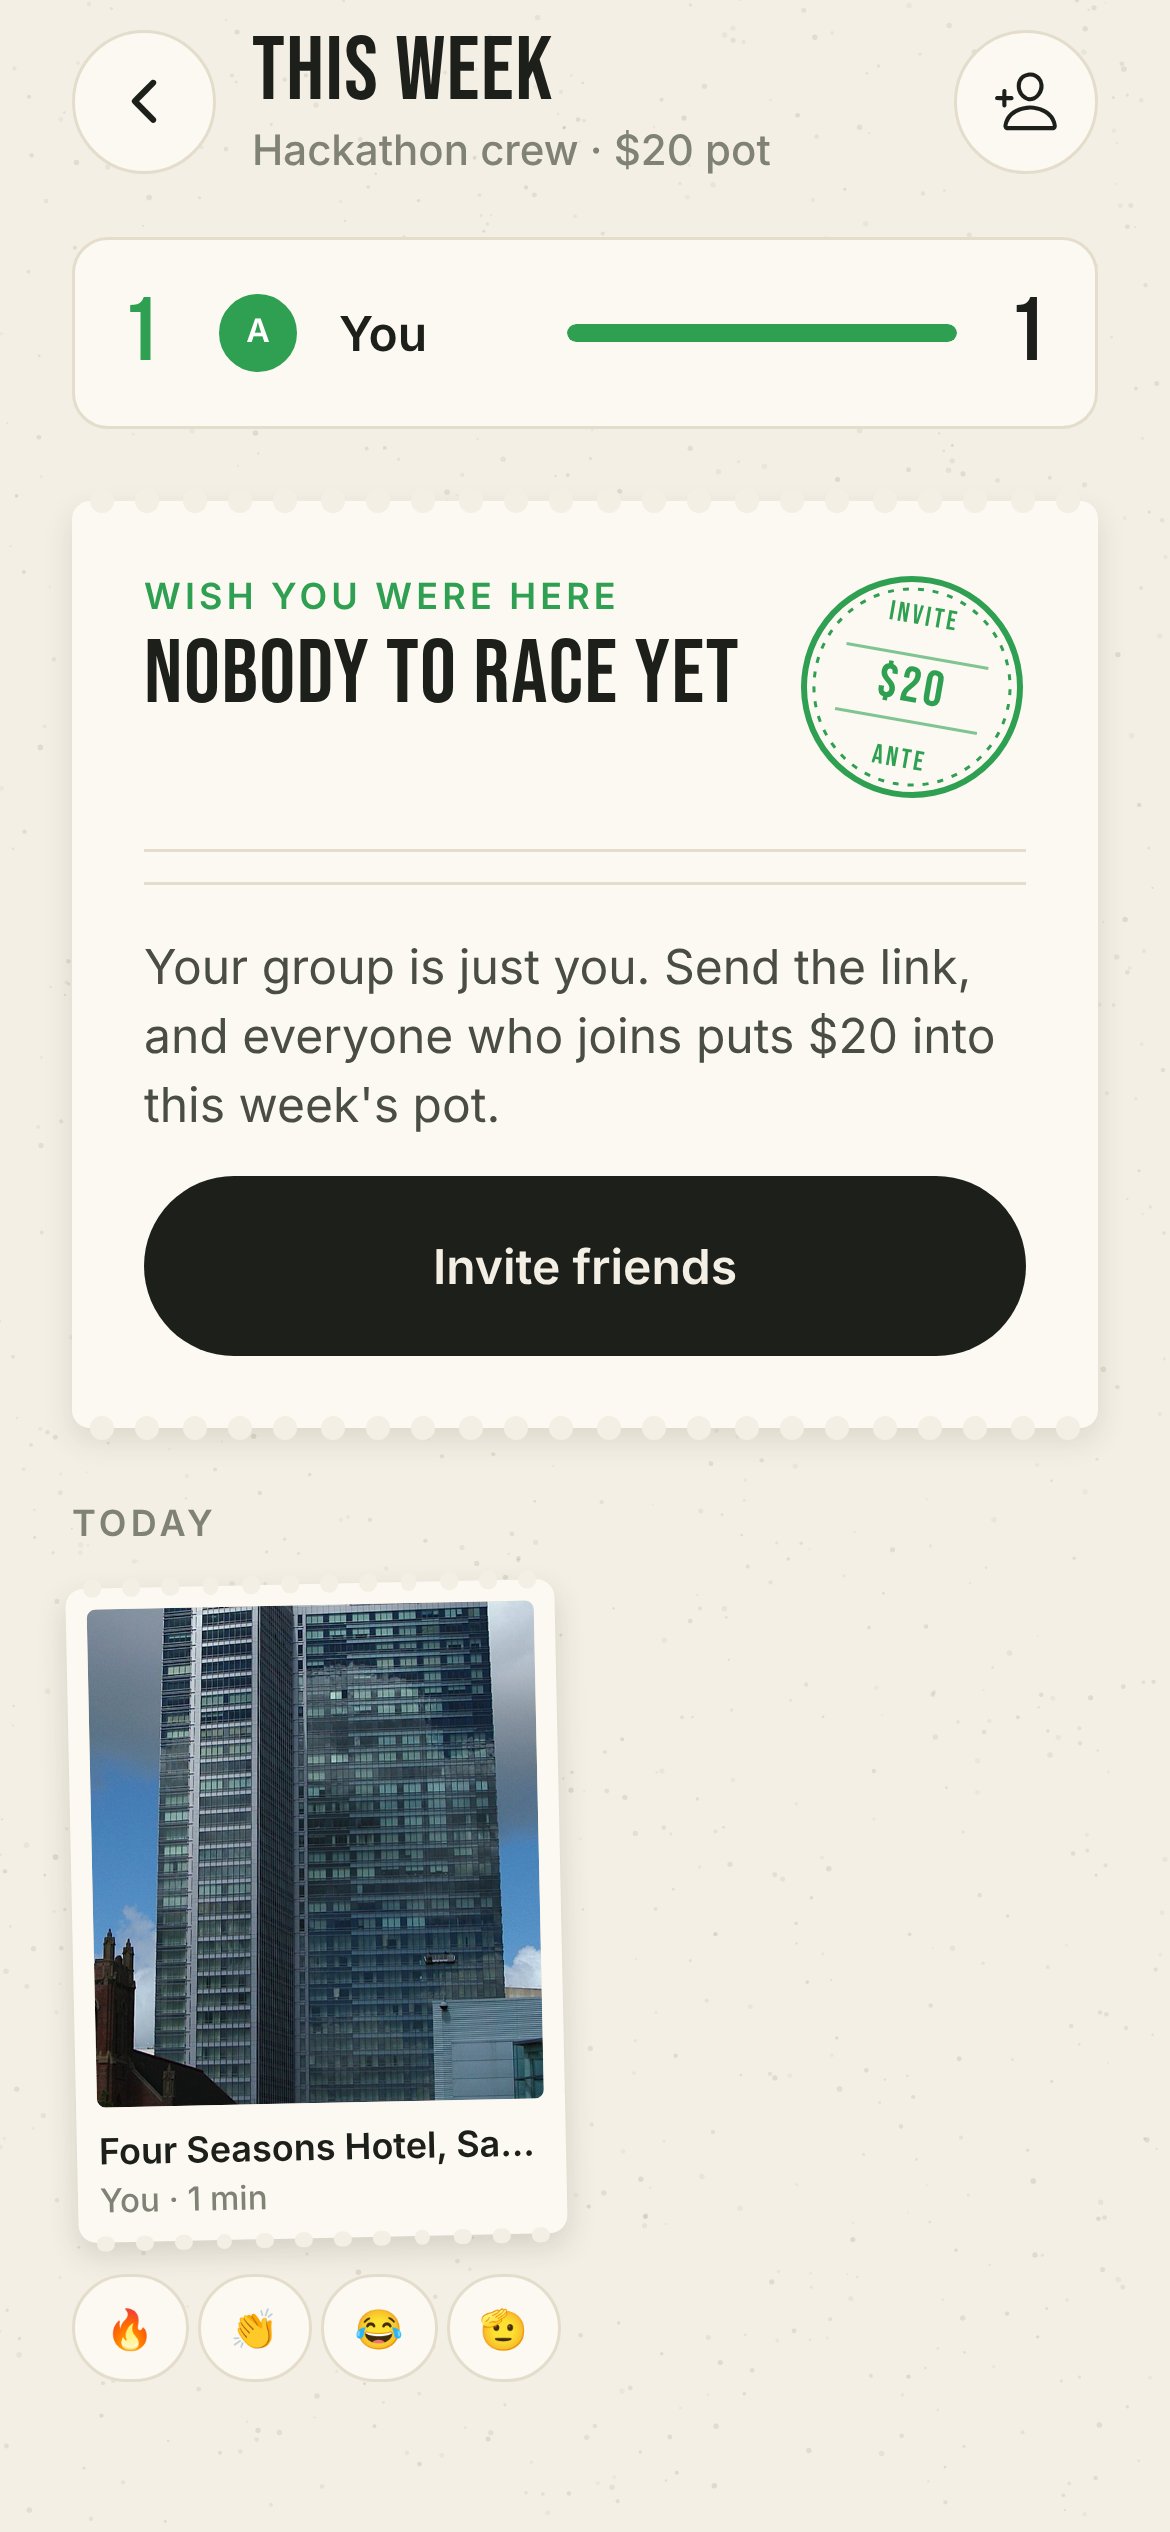 THIS WEEK
Hackathon crew · $20 pot
1 A You 1
WISH YOU WERE HERE
NOBODY TO RACE YET
INVITE
$20
ANTE
Your group is just you. Send the link,
and everyone who joins puts $20 into
this week's pot.
Invite friends
TODAY
Four Seasons Hotel, Sa...
You · 1 min